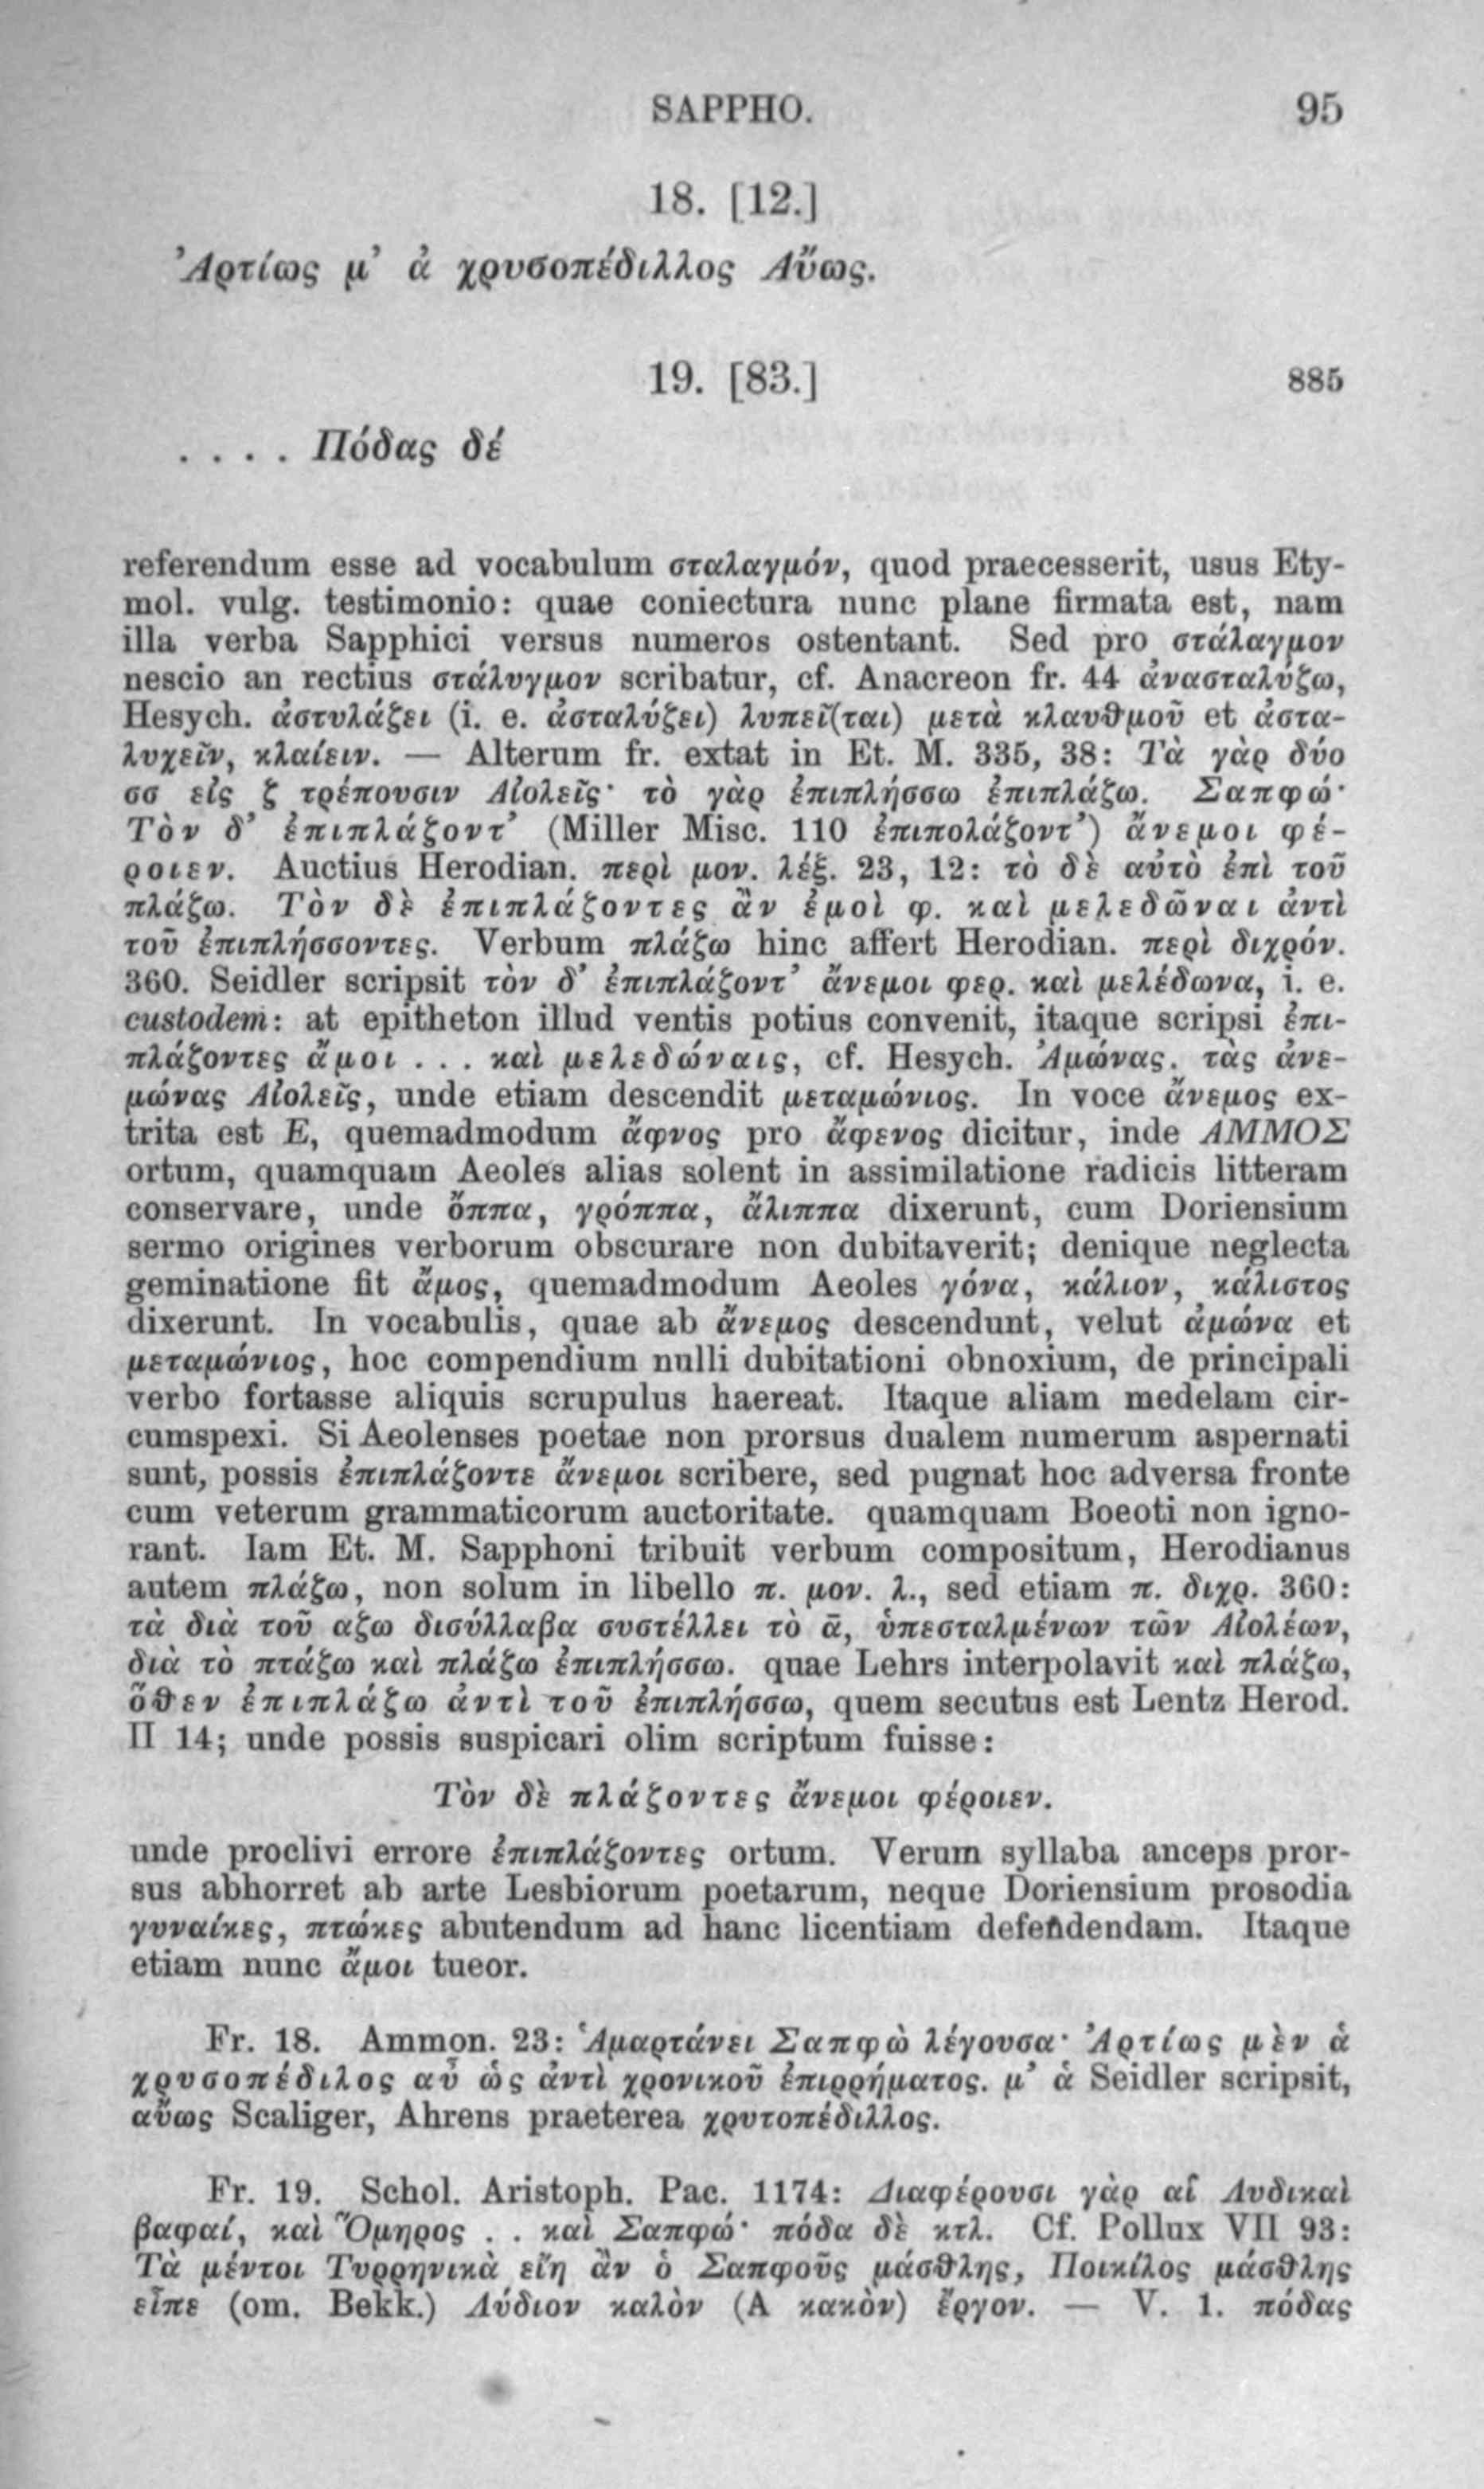 SAPPHO. 95
18. [12.]
Ἀρτίως μ’ ἀ χρυσοπέδιλλος Αὔως.
19. [83.] 885
. . . . Πόδας δέ
referendum esse ad vocabulum σταλαγμόν, quod praecesserit, usus Ety-
mol. vulg. testimonio: quae coniectura nunc plane firmata est, nam
illa verba Sapphici versus numeros ostentant. Sed pro στάλαγμον
nescio an rectius στάλυγμον scribatur, cf. Anacreon fr. 44 ἀνασταλύζω,
Hesych. ἀστυλάζει (i. e. ἀσταλύζει) λυπεῖ(ται) μετὰ κλαυθμοῦ et ἀστα-
λυχεῖν, κλαίειν. — Alterum fr. extat in Et. M. 335, 38: Τὰ γὰρ δύο
σσ εἰς ζ τρέπουσιν Αἰολεῖς· τὸ γὰρ ἐπιπλήσσω ἐπιπλάζω. Σαπφώ·
Τὸν δ’ ἐπιπλάζοντ’ (Miller Misc. 110 ἐπιπολάζοντ’) ἄνεμοι φέ-
ροιεν. Auctius Herodian. περὶ μον. λέξ. 23, 12: τὸ δὲ αὐτὸ ἐπὶ τοῦ
πλάζω. Τὸν δὲ ἐπιπλάζοντες ἂν ἐμοὶ φ. καὶ μελεδῶναι ἀντὶ
τοῦ ἐπιπλήσσοντες. Verbum πλάζω hinc affert Herodian. περὶ διχρόν.
360. Seidler scripsit τὸν δ’ ἐπιπλάζοντ’ ἄνεμοι φερ. καὶ μελέδωνα, i. e.
custodem: at epitheton illud ventis potius convenit, itaque scripsi ἐπι-
πλάζοντες ἄμοι . . . καὶ μελεδώναις, cf. Hesych. Ἀμώνας. τὰς ἀνε-
μώνας Αἰολεῖς, unde etiam descendit μεταμώνιος. In voce ἄνεμος ex-
trita est E, quemadmodum ἄφνος pro ἄφενος dicitur, inde ΑΜΜΟΣ
ortum, quamquam Aeoles alias solent in assimilatione radicis litteram
conservare, unde ὄππα, γρόππα, ἄλιππα dixerunt, cum Doriensium
sermo origines verborum obscurare non dubitaverit; denique neglecta
geminatione fit ἄμος, quemadmodum Aeoles γόνα, κάλιον, κάλιστος
dixerunt. In vocabulis, quae ab ἄνεμος descendunt, velut ἀμώνα et
μεταμώνιος, hoc compendium nulli dubitationi obnoxium, de principali
verbo fortasse aliquis scrupulus haereat. Itaque aliam medelam cir-
cumspexi. Si Aeolenses poetae non prorsus dualem numerum aspernati
sunt, possis ἐπιπλάζοντε ἄνεμοι scribere, sed pugnat hoc adversa fronte
cum veterum grammaticorum auctoritate. quamquam Boeoti non igno-
rant. Iam Et. M. Sapphoni tribuit verbum compositum, Herodianus
autem πλάζω, non solum in libello π. μον. λ., sed etiam π. διχρ. 360:
τὰ διὰ τοῦ αζω δισύλλαβα συστέλλει τὸ ᾱ, ὑπεσταλμένων τῶν Αἰολέων,
διὰ τὸ πτάζω καὶ πλάζω ἐπιπλήσσω. quae Lehrs interpolavit καὶ πλάζω,
ὅθεν ἐπιπλάζω ἀντὶ τοῦ ἐπιπλήσσω, quem secutus est Lentz Herod.
II 14; unde possis suspicari olim scriptum fuisse:
Τὸν δὲ πλάζοντες ἄνεμοι φέροιεν.
unde proclivi errore ἐπιπλάζοντες ortum. Verum syllaba anceps pror-
sus abhorret ab arte Lesbiorum poetarum, neque Doriensium prosodia
γυναίκες, πτώκες abutendum ad hanc licentiam defendendam. Itaque
etiam nunc ἄμοι tueor.
Fr. 18. Ammon. 23: Ἁμαρτάνει Σαπφὼ λέγουσα· Ἀρτίως μὲν ἁ
χρυσοπέδιλος αὖ ὡς ἀντὶ χρονικοῦ ἐπιρρήματος. μ’ ἁ Seidler scripsit,
αὔως Scaliger, Ahrens praeterea χρυτοπέδιλλος.
Fr. 19. Schol. Aristoph. Pac. 1174: Διαφέρουσι γὰρ αἱ Λυδικαὶ
βαφαί, καὶ Ὅμηρος . . καὶ Σαπφώ· πόδα δὲ κτλ. Cf. Pollux VII 93:
Τὰ μέντοι Τυρρηνικὰ εἴη ἂν ὁ Σαπφοῦς μάσθλης, Ποικίλος μάσθλης
εἶπε (om. Bekk.) Λύδιον καλὸν (A κακὸν) ἔργον. — V. 1. πόδας